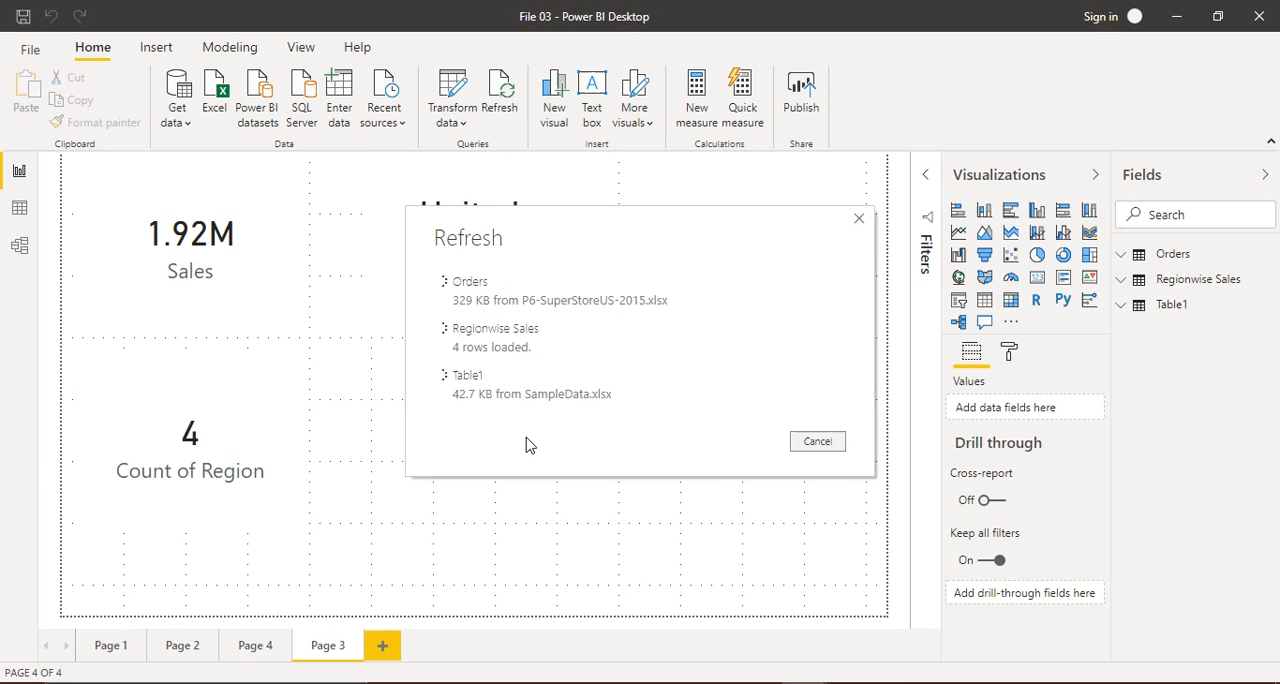 File 03 - Power BI Desktop
Sign in
File
Home
Insert
Modeling
View
Help
Paste
Cut
Copy
Format painter
Clipboard
Get data
Excel
Power BI datasets
SQL Server
Enter data
Recent sources
Data
Transform data
Refresh
Queries
New visual
Text box
More visuals
Insert
New measure
Quick measure
Calculations
Publish
Share
1.92M
Sales
4
Count of Region
Refresh
Orders
329 KB from P6-SuperStoreUS-2015.xlsx
Regionwise Sales
4 rows loaded.
Table1
42.7 KB from SampleData.xlsx
Cancel
Filters
Visualizations
R
Py
Values
Add data fields here
Drill through
Cross-report
Off
Keep all filters
On
Add drill-through fields here
Fields
Search
Orders
Regionwise Sales
Table1
Page 1
Page 2
Page 4
Page 3
PAGE 4 OF 4